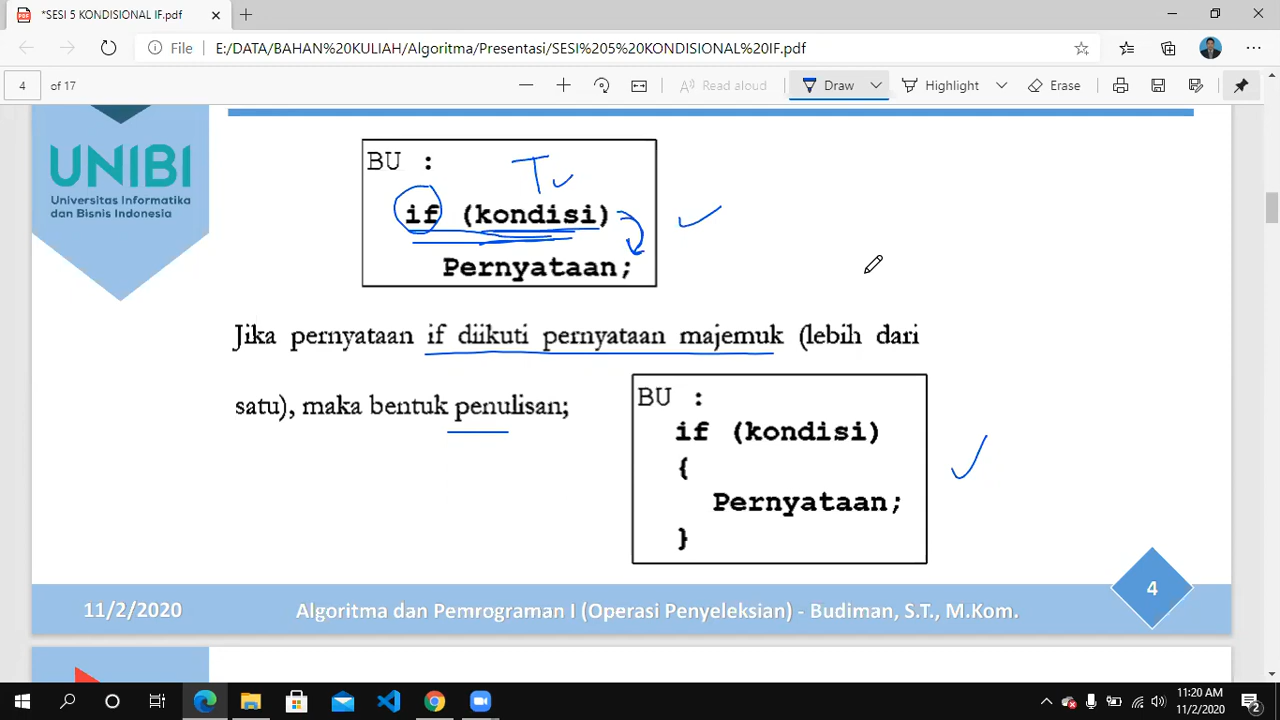 *SESI 5 KONDISIONAL IF.pdf
File E:/DATA/BAHAN%20KULIAH/Algoritma/Presentasi/SESI%205%20KONDISIONAL%20IF.pdf
4 of 17 Read aloud Draw Highlight Erase
UNIBI
Universitas Informatika
dan Bisnis Indonesia
BU :
T
if (kondisi)
Pernyataan;
Jika pernyataan if diikuti pernyataan majemuk (lebih dari
satu), maka bentuk penulisan;
BU :
if (kondisi)
{
Pernyataan;
}
4
11/2/2020 Algoritma dan Pemrograman I (Operasi Penyeleksian) - Budiman, S.T., M.Kom.
11:20 AM
11/2/2020
2